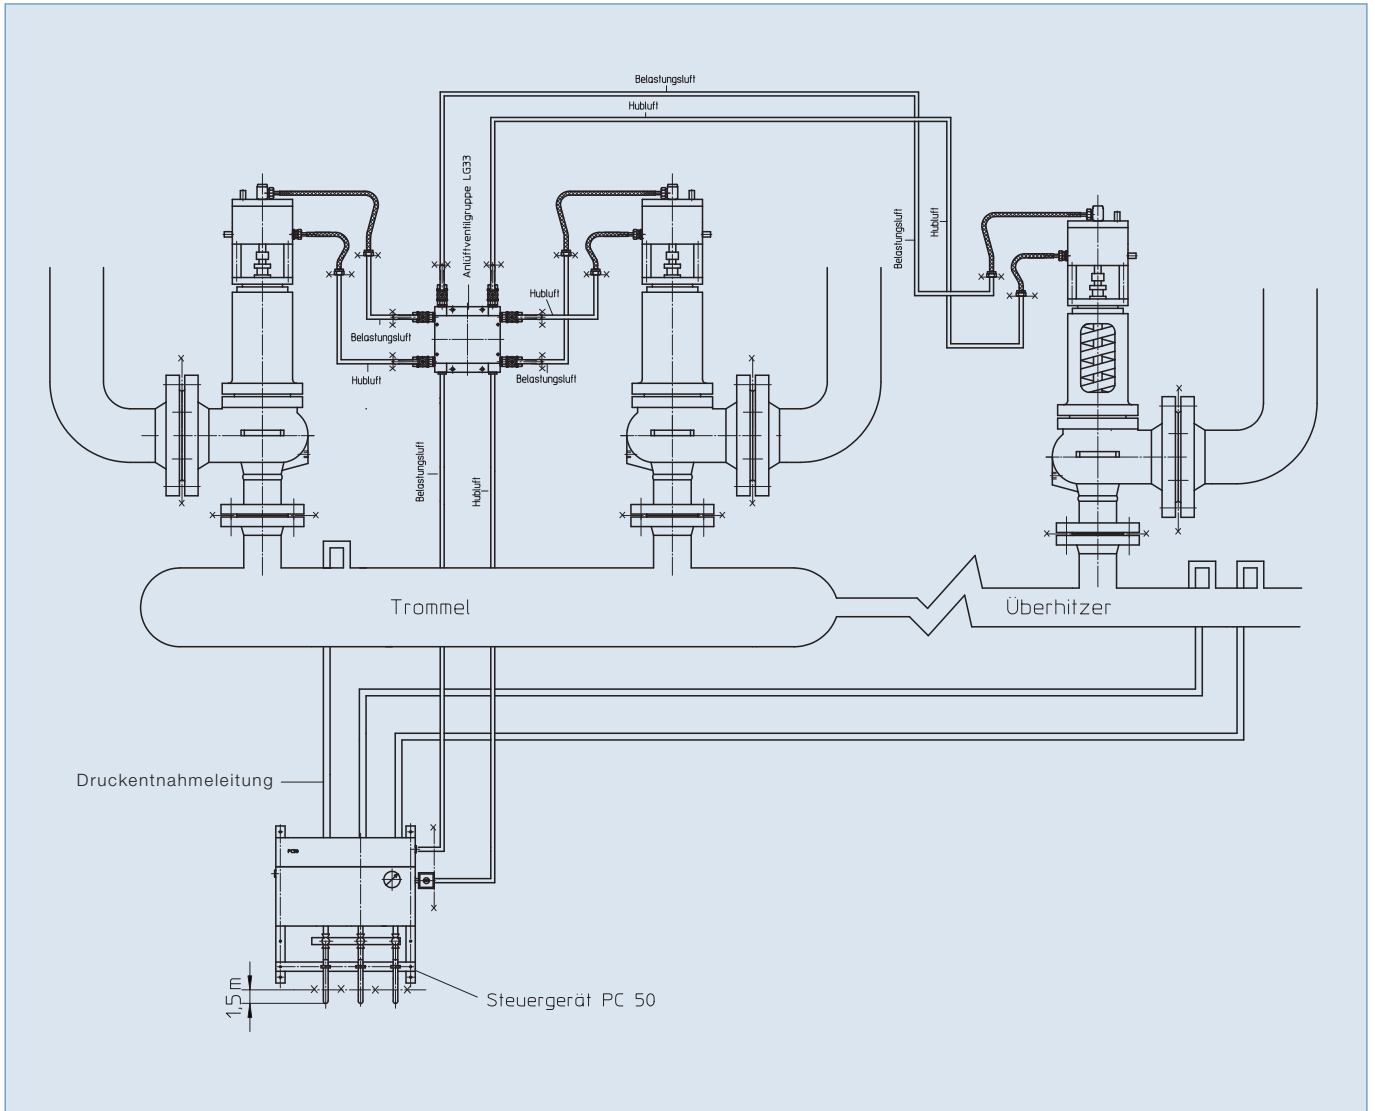 Belastungsluft
Hubluft
Anlüftventilgruppe LG33
Belastungsluft
Hubluft
Hubluft
Belastungsluft
Hubluft
Belastungsluft
Belastungsluft
Hubluft
Trommel
Überhitzer
Druckentnahmeleitung
PC50
1,5 m
Steuergerät PC 50